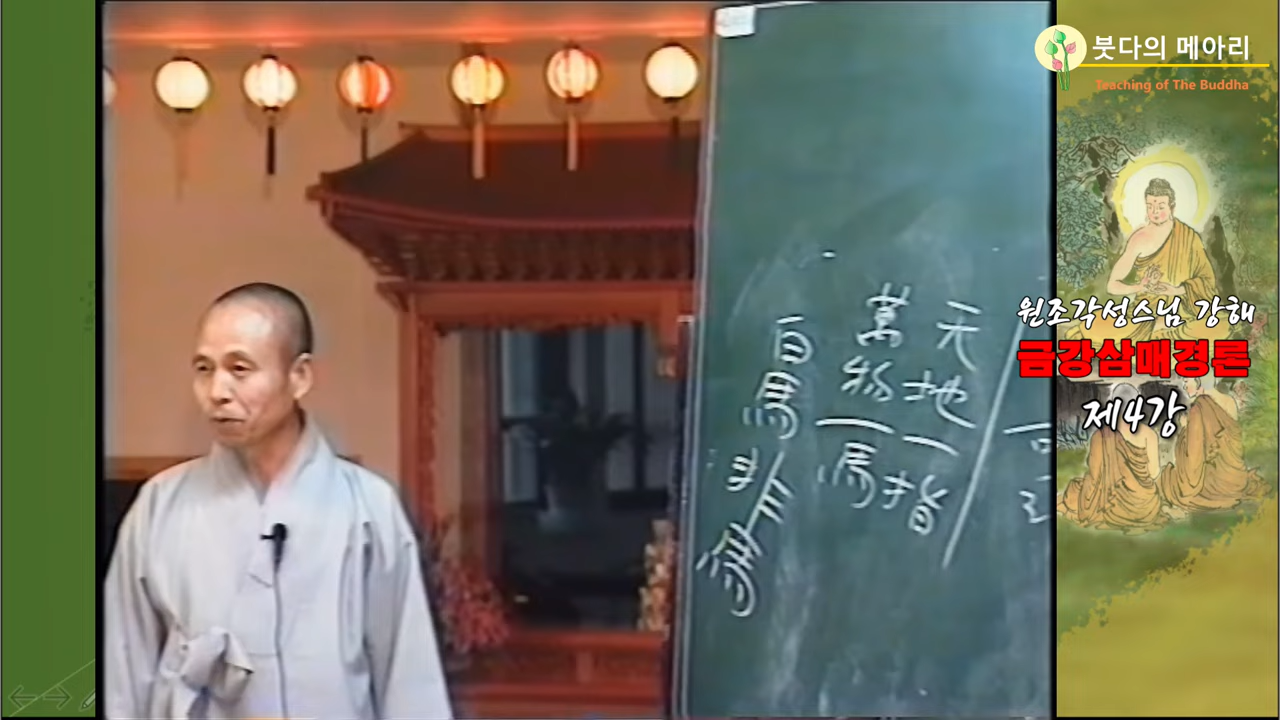 붓다의 메아리
Teaching of The Buddha
원조각성스님 강해
금강삼매경론
제4강
天地一指
萬物一馬
白馬非馬